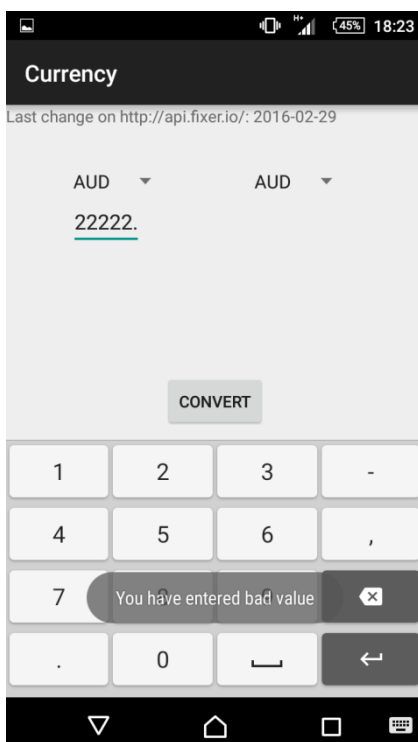 H+ 45% 18:23
Currency
Last change on http://api.fixer.io/: 2016-02-29
AUD AUD
22222.
CONVERT
1 2 3 -
4 5 6 ,
7
You have entered bad value
. 0